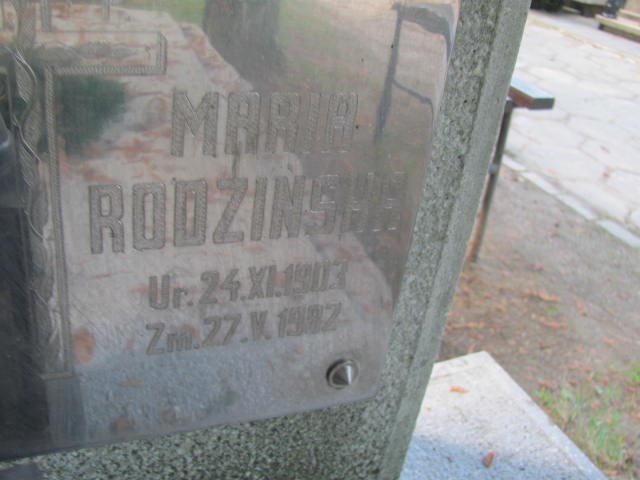 MARIA
RODZINSKA
Ur. 24.XI.1903
Zm. 27.V.1982